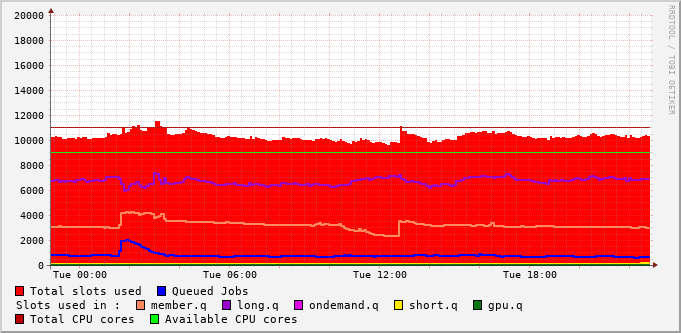 RRDTOOL / TOBI OETIKER
20000
18000
16000
14000
12000
10000
8000
6000
4000
2000
0
Tue 00:00 Tue 06:00 Tue 12:00 Tue 18:00
Total slots used Queued Jobs
Slots used in : member.q long.q ondemand.q short.q gpu.q
Total CPU cores Available CPU cores